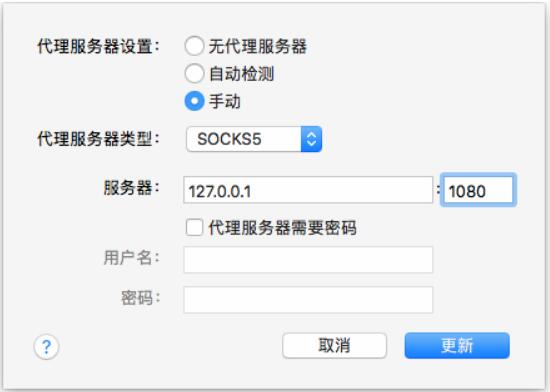 代理服务器设置： 无代理服务器
自动检测
手动
代理服务器类型： SOCKS5
服务器： 127.0.0.1 : 1080
代理服务器需要密码
用户名：
密码：
? 取消 更新